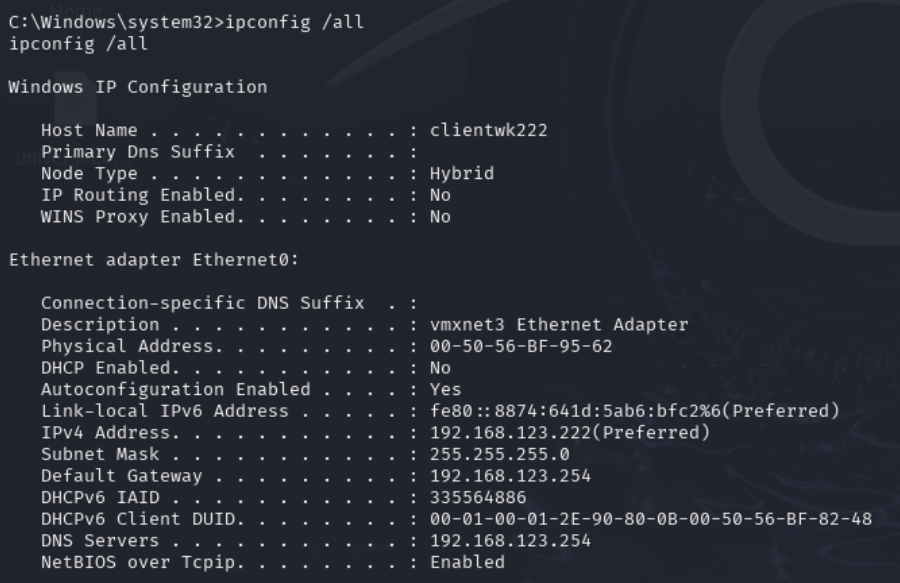 C:\Windows\system32>ipconfig /all
ipconfig /all
Windows IP Configuration
Host Name . . . . . . . . . . . . : clientwk222
Primary Dns Suffix  . . . . . . . :
Node Type . . . . . . . . . . . . : Hybrid
IP Routing Enabled. . . . . . . . : No
WINS Proxy Enabled. . . . . . . . : No
Ethernet adapter Ethernet0:
Connection-specific DNS Suffix  . :
Description . . . . . . . . . . . : vmxnet3 Ethernet Adapter
Physical Address. . . . . . . . . : 00-50-56-BF-95-62
DHCP Enabled. . . . . . . . . . . : No
Autoconfiguration Enabled . . . . : Yes
Link-local IPv6 Address . . . . . : fe80::8874:641d:5ab6:bfc2%6(Preferred)
IPv4 Address. . . . . . . . . . . : 192.168.123.222(Preferred)
Subnet Mask . . . . . . . . . . . : 255.255.255.0
Default Gateway . . . . . . . . . : 192.168.123.254
DHCPv6 IAID . . . . . . . . . . . : 335564886
DHCPv6 Client DUID. . . . . . . . : 00-01-00-01-2E-90-80-0B-00-50-56-BF-82-48
DNS Servers . . . . . . . . . . . : 192.168.123.254
NetBIOS over Tcpip. . . . . . . . : Enabled
Home